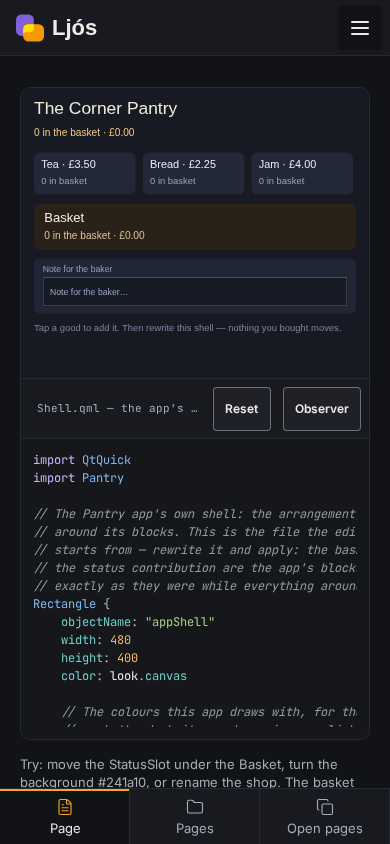 Ljós
The Corner Pantry
0 in the basket · £0.00
Tea · £3.50
0 in basket
Bread · £2.25
0 in basket
Jam · £4.00
0 in basket
Basket
0 in the basket · £0.00
Note for the baker
Note for the baker…
Tap a good to add it. Then rewrite this shell — nothing you bought moves.
Shell.qml — the app's …
Reset
Observer
import QtQuick
import Pantry
// The Pantry app's own shell: the arrangement
// around its blocks. This is the file the edi
// starts from — rewrite it and apply: the bas
// the status contribution are the app's block
// exactly as they were while everything aroun
Rectangle {
objectName: "appShell"
width: 480
height: 400
color: look.canvas
// The colours this app draws with, for the
Try: move the StatusSlot under the Basket, turn the
background #241a10, or rename the shop. The basket
Page
Pages
Open pages